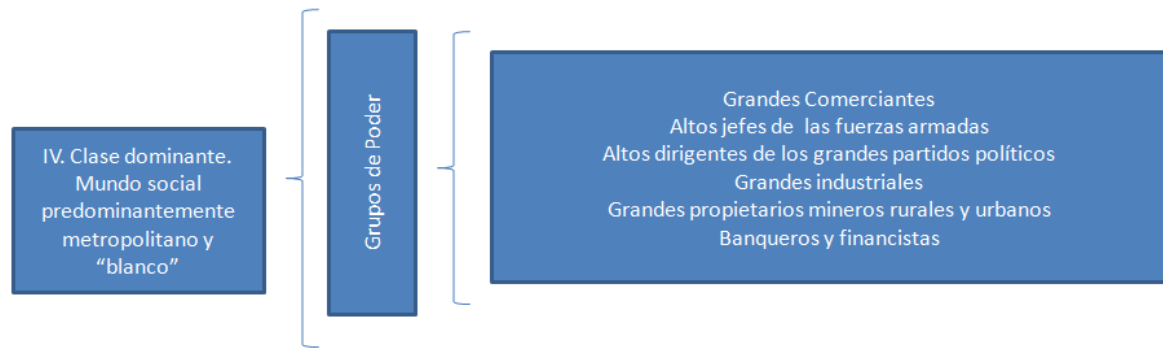 IV. Clase dominante.
Mundo social
predominantemente
metropolitano y
“blanco”
Grupos de Poder
Grandes Comerciantes
Altos jefes de las fuerzas armadas
Altos dirigentes de los grandes partidos políticos
Grandes industriales
Grandes propietarios mineros rurales y urbanos
Banqueros y financistas